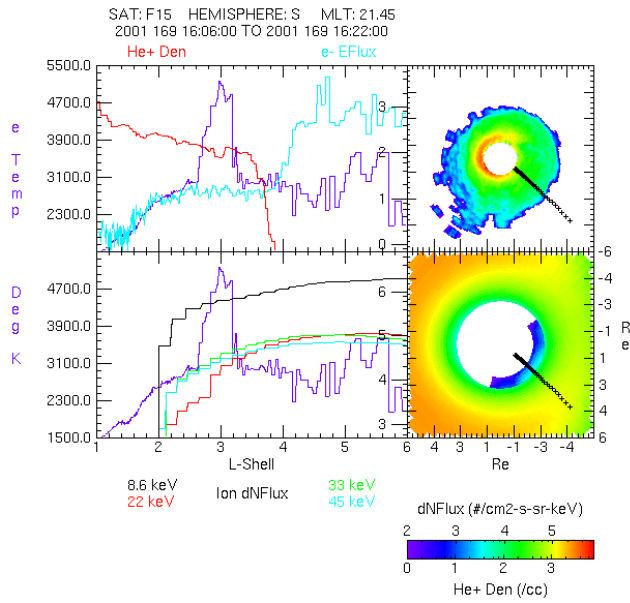 SAT: F15 HEMISPHERE: S MLT: 21.45
2001 169 16:06:00 TO 2001 169 16:22:00
He+ Den e- EFlux
5500.0
4700.0
3900.0
3100.0
2300.0
3
2
1
0
e Temp
-6
4700.0
3900.0
3100.0
2300.0
1500.0
6
5
4
3
Deg K
-4
-3
-1
1
3
4
6
Re
1 2 3 4 5 6 4 3 1 -1 -3 -4 -6
L-Shell Re
8.6 keV 33 keV
Ion dNFlux
22 keV 45 keV
dNFlux (#/cm2-s-sr-keV)
2 3 4 5 6
0 1 2 3
He+ Den (/cc)